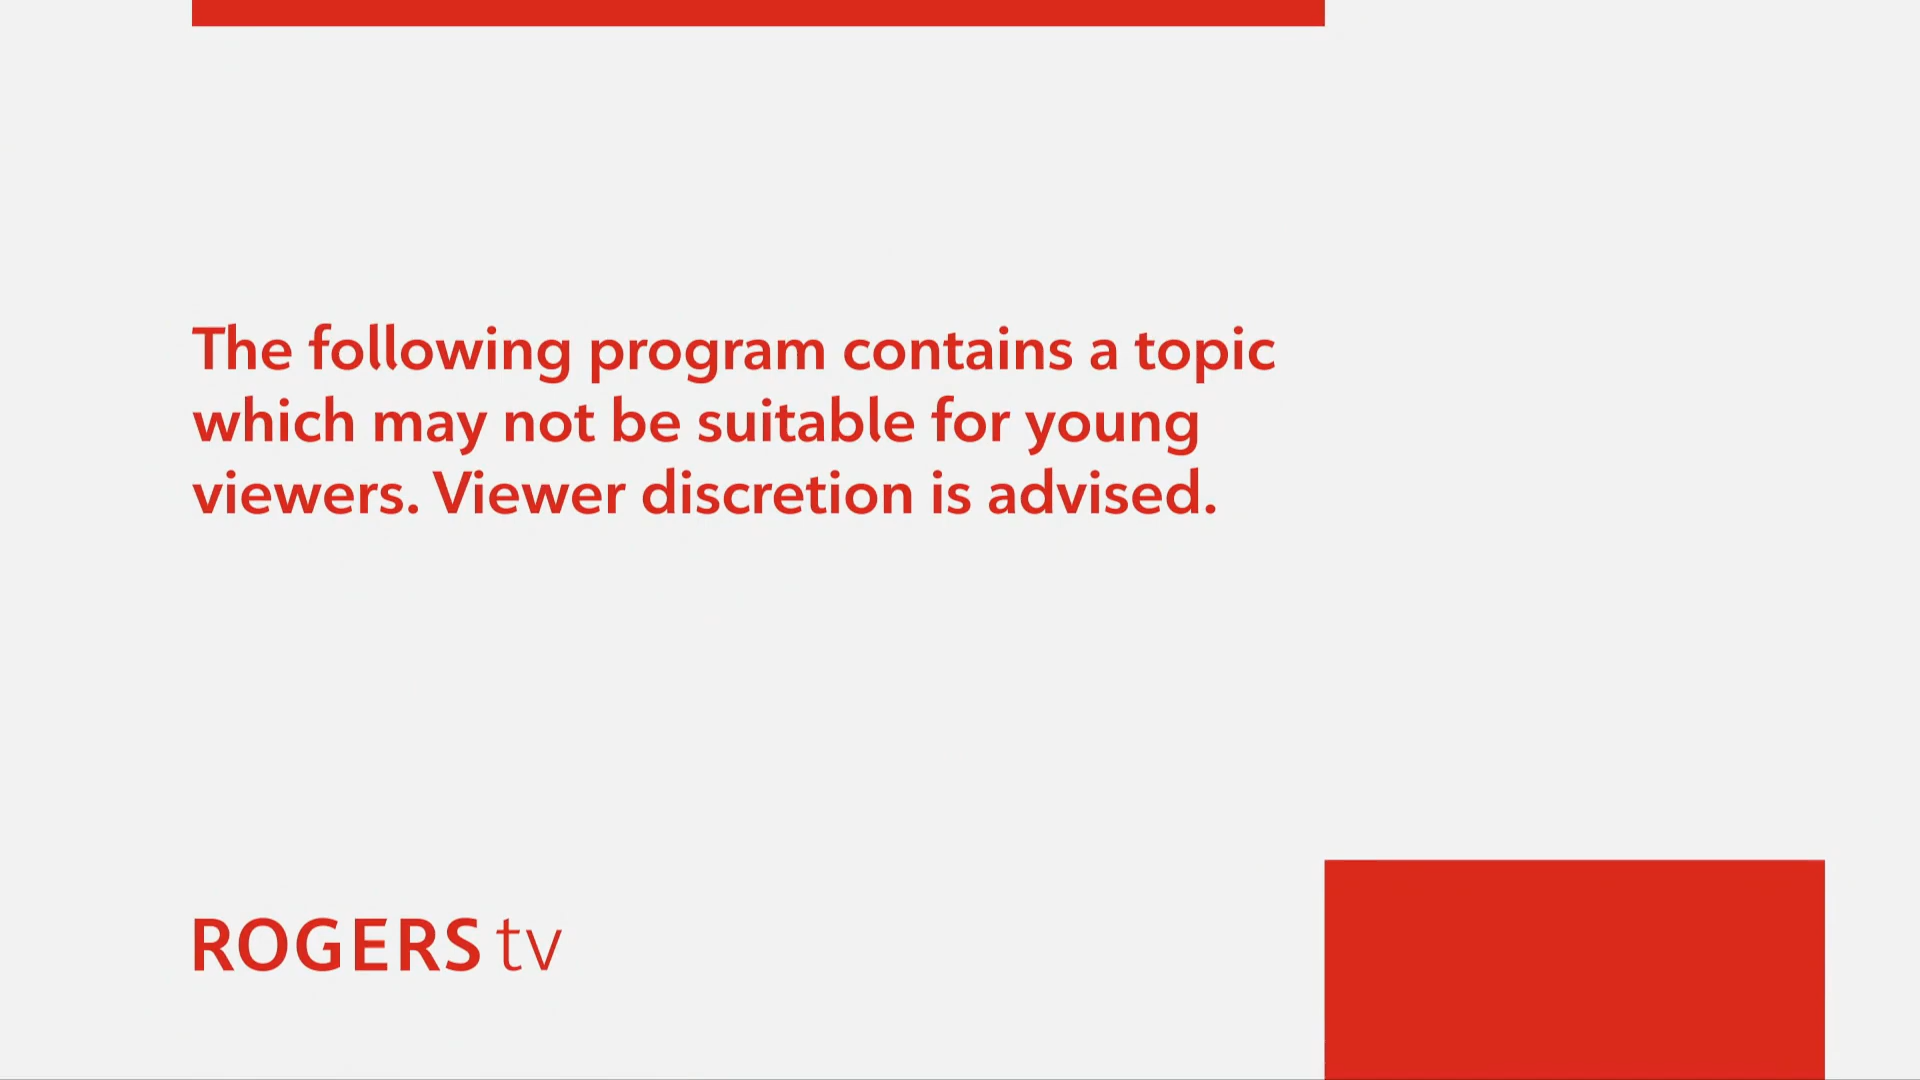 The following program contains a topic
which may not be suitable for young
viewers. Viewer discretion is advised.
ROGERS tv